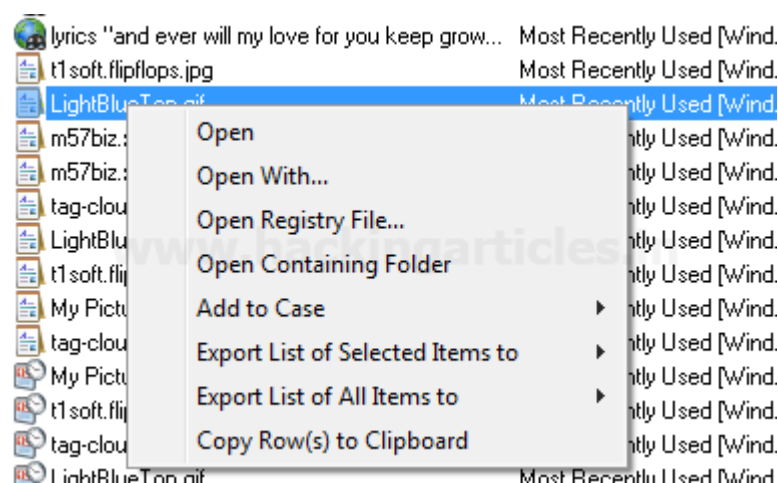 lyrics "and ever will my love for you keep grow... Most Recently Used [Wind.
t1soft.flipflops.jpg Most Recently Used [Wind.
LightBlueTop.gif Most Recently Used [Wind.
m57biz. ntly Used [Wind.
Open
m57biz. ntly Used [Wind.
Open With...
tag-clou ntly Used [Wind.
Open Registry File...
LightBlu ntly Used [Wind.
www.hackingarticles.in
Open Containing Folder
t1soft.flip ntly Used [Wind.
My Pictu ntly Used [Wind.
Add to Case
tag-clou ntly Used [Wind.
Export List of Selected Items to
My Pictu ntly Used [Wind.
Export List of All Items to
t1soft.flip ntly Used [Wind.
tag-clou ntly Used [Wind.
Copy Row(s) to Clipboard
LightBlueTop.gif Most Recently Used [Wind.